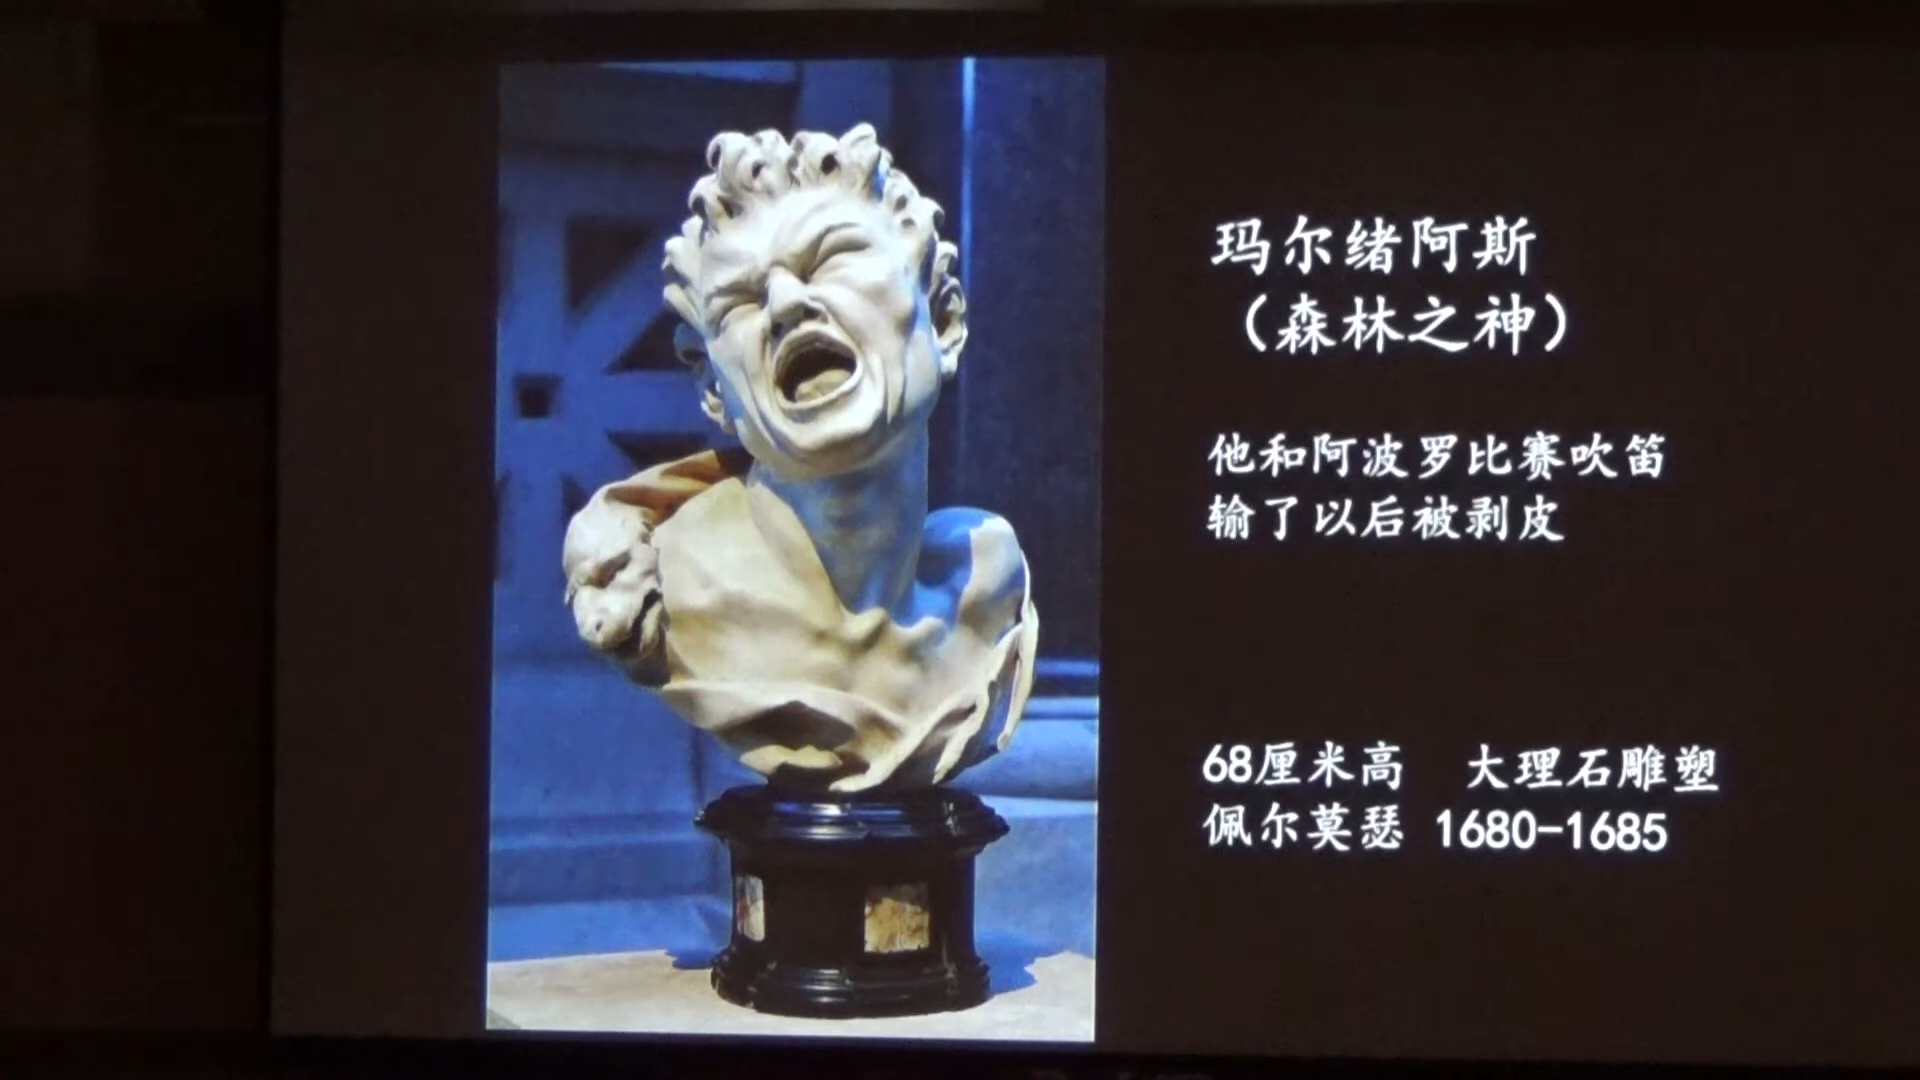 玛尔绪阿斯
（森林之神）
他和阿波罗比赛吹笛
输了以后被剥皮
68厘米高 大理石雕塑
佩尔莫瑟 1680-1685